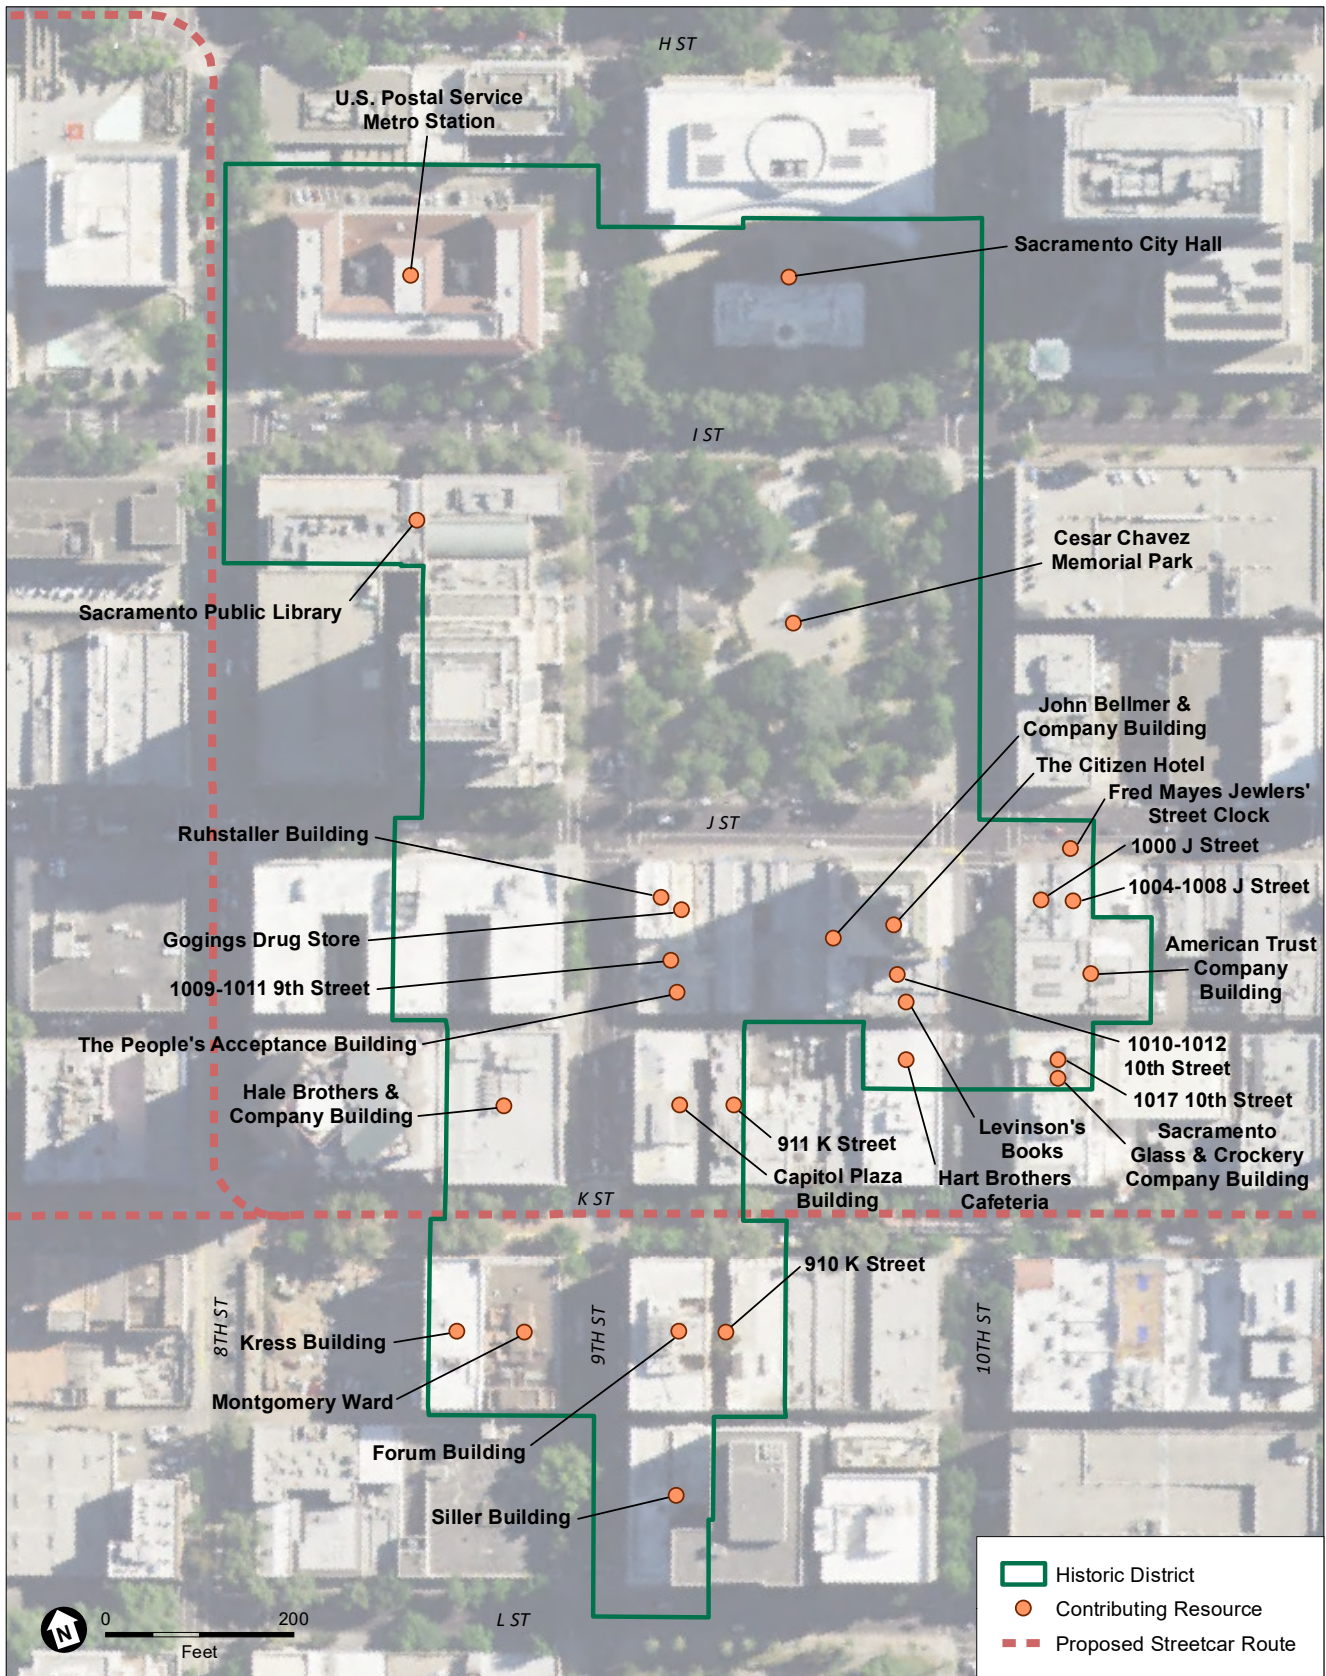 H ST
U.S. Postal Service
Metro Station
Sacramento City Hall
I ST
Cesar Chavez
Memorial Park
Sacramento Public Library
John Bellmer &
Company Building
The Citizen Hotel
Fred Mayes Jewlers'
Street Clock
J ST
Ruhstaller Building
1000 J Street
1004-1008 J Street
Gogings Drug Store
American Trust
Company
Building
1009-1011 9th Street
The People's Acceptance Building
1010-1012
10th Street
Hale Brothers &
Company Building
1017 10th Street
Levinson's
Books
911 K Street
Sacramento
Glass & Crockery
Company Building
Capitol Plaza
Building
Hart Brothers
Cafeteria
K ST
910 K Street
8TH ST
9TH ST
10TH ST
Kress Building
Montgomery Ward
Forum Building
Siller Building
L ST
N
0 200
Feet
Historic District
Contributing Resource
Proposed Streetcar Route